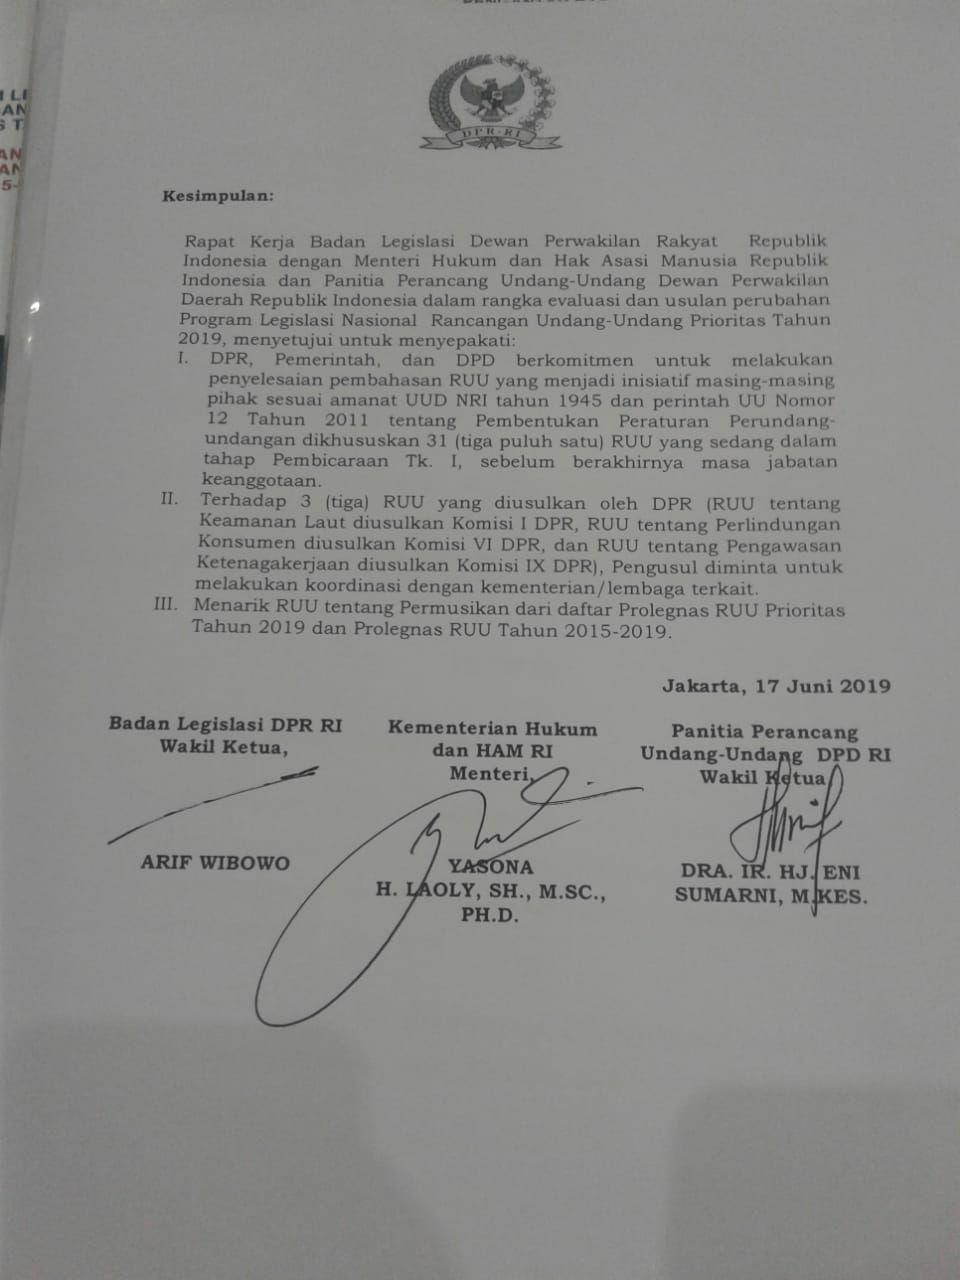 DPR-RI
Kesimpulan:
Rapat Kerja Badan Legislasi Dewan Perwakilan Rakyat Republik
Indonesia dengan Menteri Hukum dan Hak Asasi Manusia Republik
Indonesia dan Panitia Perancang Undang-Undang Dewan Perwakilan
Daerah Republik Indonesia dalam rangka evaluasi dan usulan perubahan
Program Legislasi Nasional Rancangan Undang-Undang Prioritas Tahun
2019, menyetujui untuk menyepakati:
I. DPR, Pemerintah, dan DPD berkomitmen untuk melakukan
penyelesaian pembahasan RUU yang menjadi inisiatif masing-masing
pihak sesuai amanat UUD NRI tahun 1945 dan perintah UU Nomor
12 Tahun 2011 tentang Pembentukan Peraturan Perundang-
undangan dikhususkan 31 (tiga puluh satu) RUU yang sedang dalam
tahap Pembicaraan Tk. I, sebelum berakhirnya masa jabatan
keanggotaan.
II. Terhadap 3 (tiga) RUU yang diusulkan oleh DPR (RUU tentang
Keamanan Laut diusulkan Komisi I DPR, RUU tentang Perlindungan
Konsumen diusulkan Komisi VI DPR, dan RUU tentang Pengawasan
Ketenagakerjaan diusulkan Komisi IX DPR), Pengusul diminta untuk
melakukan koordinasi dengan kementerian/lembaga terkait.
III. Menarik RUU tentang Permusikan dari daftar Prolegnas RUU Prioritas
Tahun 2019 dan Prolegnas RUU Tahun 2015-2019.
Jakarta, 17 Juni 2019
Badan Legislasi DPR RI
Wakil Ketua,
ARIF WIBOWO
Kementerian Hukum
dan HAM RI
Menteri,
YASONA
H. LAOLY, SH., M.SC.,
PH.D.
Panitia Perancang
Undang-Undang DPD RI
Wakil Ketua
DRA. IR. HJ. ENI
SUMARNI, M.KES.